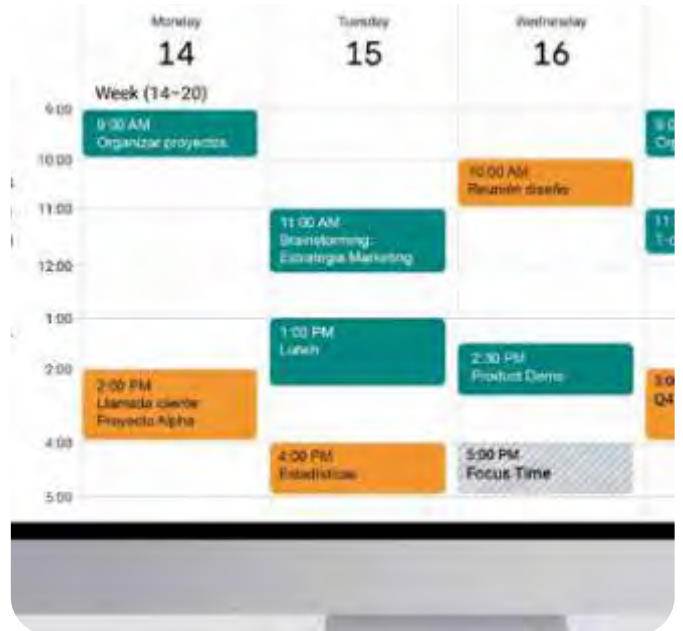 Monday
14
Tuesday
15
Wednesday
16
Week (14-20)
9:00
10:00
11:00
12:00
1:00
2:00
4:00
5:00
9:00 AM
Organizar proyectos
2:00 PM
Llamada cliente
Proyecto Alpha
11:00 AM
Brainstorming:
Estrategia Marketing
1:00 PM
Lunch
4:00 PM
Estadísticas
10:00 AM
Reunión diseño
2:30 PM
Product Demo
5:00 PM
Focus Time
11
Q4